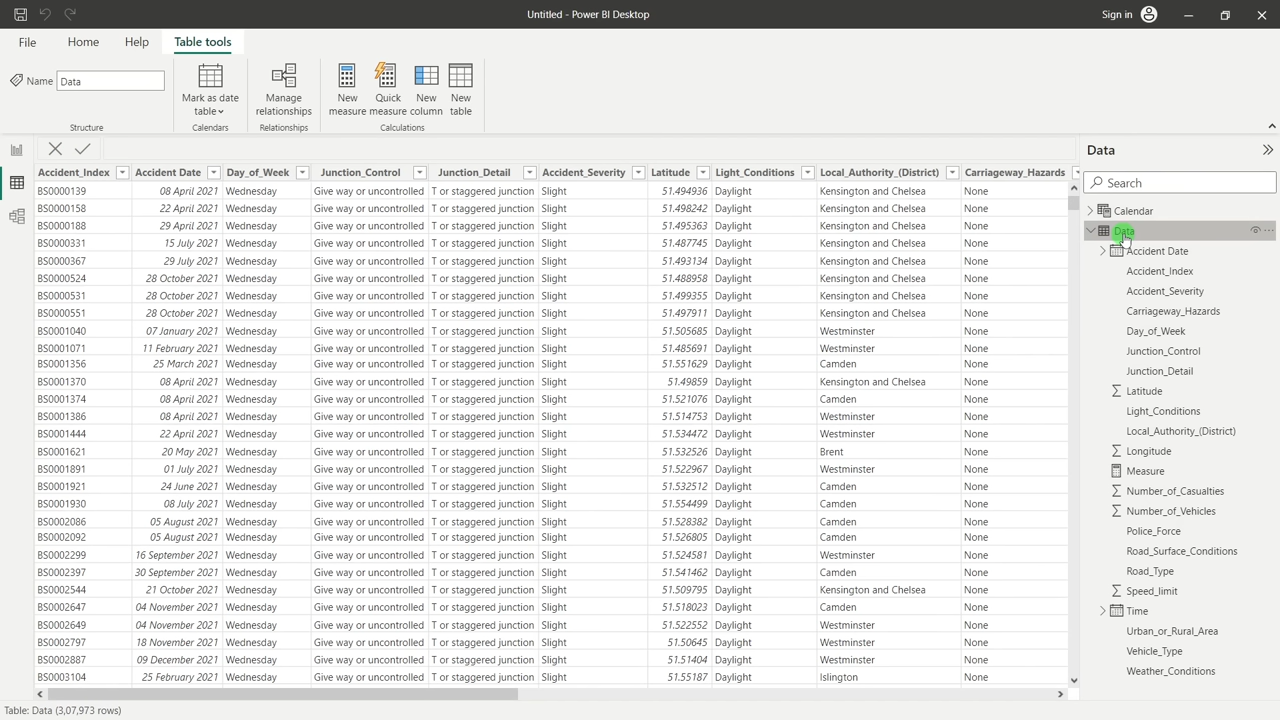 Untitled - Power BI Desktop
Sign in
File Home Help Table tools
Name Data
Mark as date table
Manage relationships
New measure
Quick measure
New column
New table
Structure Calendars Relationships Calculations
Accident_Index Accident Date Day_of_Week Junction_Control Junction_Detail Accident_Severity Latitude Light_Conditions Local_Authority_(District) Carriageway_Hazards
BS0000139 08 April 2021 Wednesday Give way or uncontrolled T or staggered junction Slight 51.494936 Daylight Kensington and Chelsea None
BS0000158 22 April 2021 Wednesday Give way or uncontrolled T or staggered junction Slight 51.498242 Daylight Kensington and Chelsea None
BS0000188 29 April 2021 Wednesday Give way or uncontrolled T or staggered junction Slight 51.495363 Daylight Kensington and Chelsea None
BS0000331 15 July 2021 Wednesday Give way or uncontrolled T or staggered junction Slight 51.487745 Daylight Kensington and Chelsea None
BS0000367 29 July 2021 Wednesday Give way or uncontrolled T or staggered junction Slight 51.493134 Daylight Kensington and Chelsea None
BS0000524 28 October 2021 Wednesday Give way or uncontrolled T or staggered junction Slight 51.488958 Daylight Kensington and Chelsea None
BS0000531 28 October 2021 Wednesday Give way or uncontrolled T or staggered junction Slight 51.499355 Daylight Kensington and Chelsea None
BS0000551 28 October 2021 Wednesday Give way or uncontrolled T or staggered junction Slight 51.497911 Daylight Kensington and Chelsea None
BS0001040 07 January 2021 Wednesday Give way or uncontrolled T or staggered junction Slight 51.505685 Daylight Westminster None
BS0001071 11 February 2021 Wednesday Give way or uncontrolled T or staggered junction Slight 51.485691 Daylight Westminster None
BS0001356 25 March 2021 Wednesday Give way or uncontrolled T or staggered junction Slight 51.551629 Daylight Camden None
BS0001370 08 April 2021 Wednesday Give way or uncontrolled T or staggered junction Slight 51.49859 Daylight Kensington and Chelsea None
BS0001374 08 April 2021 Wednesday Give way or uncontrolled T or staggered junction Slight 51.521076 Daylight Camden None
BS0001386 08 April 2021 Wednesday Give way or uncontrolled T or staggered junction Slight 51.514753 Daylight Westminster None
BS0001444 22 April 2021 Wednesday Give way or uncontrolled T or staggered junction Slight 51.534472 Daylight Westminster None
BS0001621 20 May 2021 Wednesday Give way or uncontrolled T or staggered junction Slight 51.532526 Daylight Brent None
BS0001891 01 July 2021 Wednesday Give way or uncontrolled T or staggered junction Slight 51.522967 Daylight Westminster None
BS0001921 24 June 2021 Wednesday Give way or uncontrolled T or staggered junction Slight 51.532512 Daylight Camden None
BS0001930 08 July 2021 Wednesday Give way or uncontrolled T or staggered junction Slight 51.554499 Daylight Camden None
BS0002086 05 August 2021 Wednesday Give way or uncontrolled T or staggered junction Slight 51.528382 Daylight Camden None
BS0002092 05 August 2021 Wednesday Give way or uncontrolled T or staggered junction Slight 51.526805 Daylight Camden None
BS0002299 16 September 2021 Wednesday Give way or uncontrolled T or staggered junction Slight 51.524581 Daylight Westminster None
BS0002397 30 September 2021 Wednesday Give way or uncontrolled T or staggered junction Slight 51.541462 Daylight Camden None
BS0002544 21 October 2021 Wednesday Give way or uncontrolled T or staggered junction Slight 51.509795 Daylight Kensington and Chelsea None
BS0002647 04 November 2021 Wednesday Give way or uncontrolled T or staggered junction Slight 51.518023 Daylight Camden None
BS0002649 04 November 2021 Wednesday Give way or uncontrolled T or staggered junction Slight 51.522552 Daylight Westminster None
BS0002797 18 November 2021 Wednesday Give way or uncontrolled T or staggered junction Slight 51.50645 Daylight Westminster None
BS0002887 09 December 2021 Wednesday Give way or uncontrolled T or staggered junction Slight 51.51404 Daylight Westminster None
BS0003104 25 February 2021 Wednesday Give way or uncontrolled T or staggered junction Slight 51.55187 Daylight Islington None
Data
Search
Calendar
Data
Accident Date
Accident_Index
Accident_Severity
Carriageway_Hazards
Day_of_Week
Junction_Control
Junction_Detail
Latitude
Light_Conditions
Local_Authority_(District)
Longitude
Measure
Number_of_Casualties
Number_of_Vehicles
Police_Force
Road_Surface_Conditions
Road_Type
Speed_limit
Time
Urban_or_Rural_Area
Vehicle_Type
Weather_Conditions
Table: Data (3,07,973 rows)